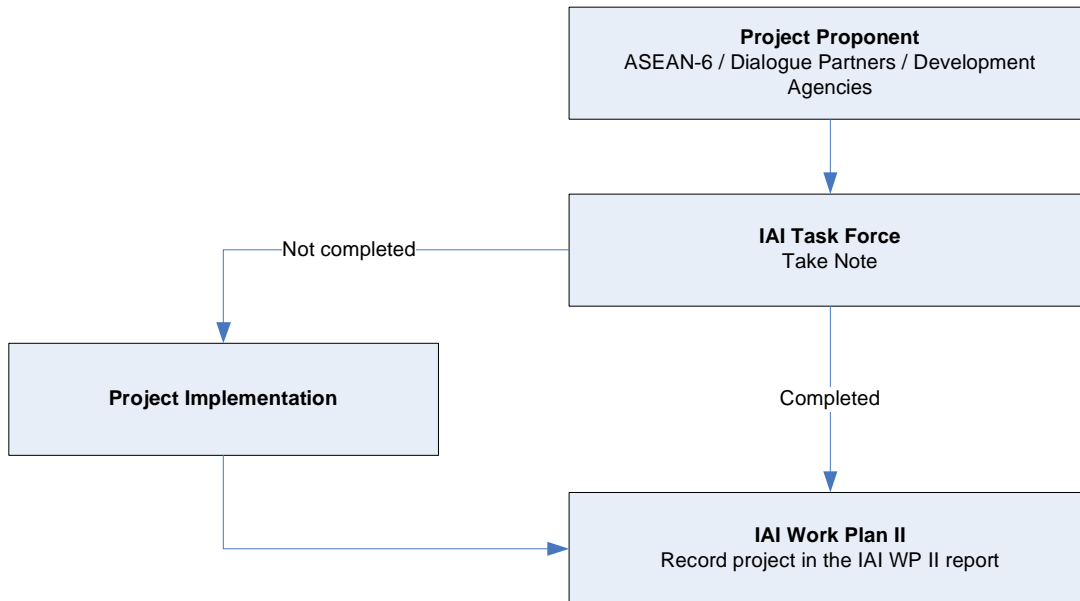 Project Proponent
ASEAN-6 / Dialogue Partners / Development
Agencies
IAI Task Force
Take Note
Not completed
Project Implementation
Completed
IAI Work Plan II
Record project in the IAI WP II report